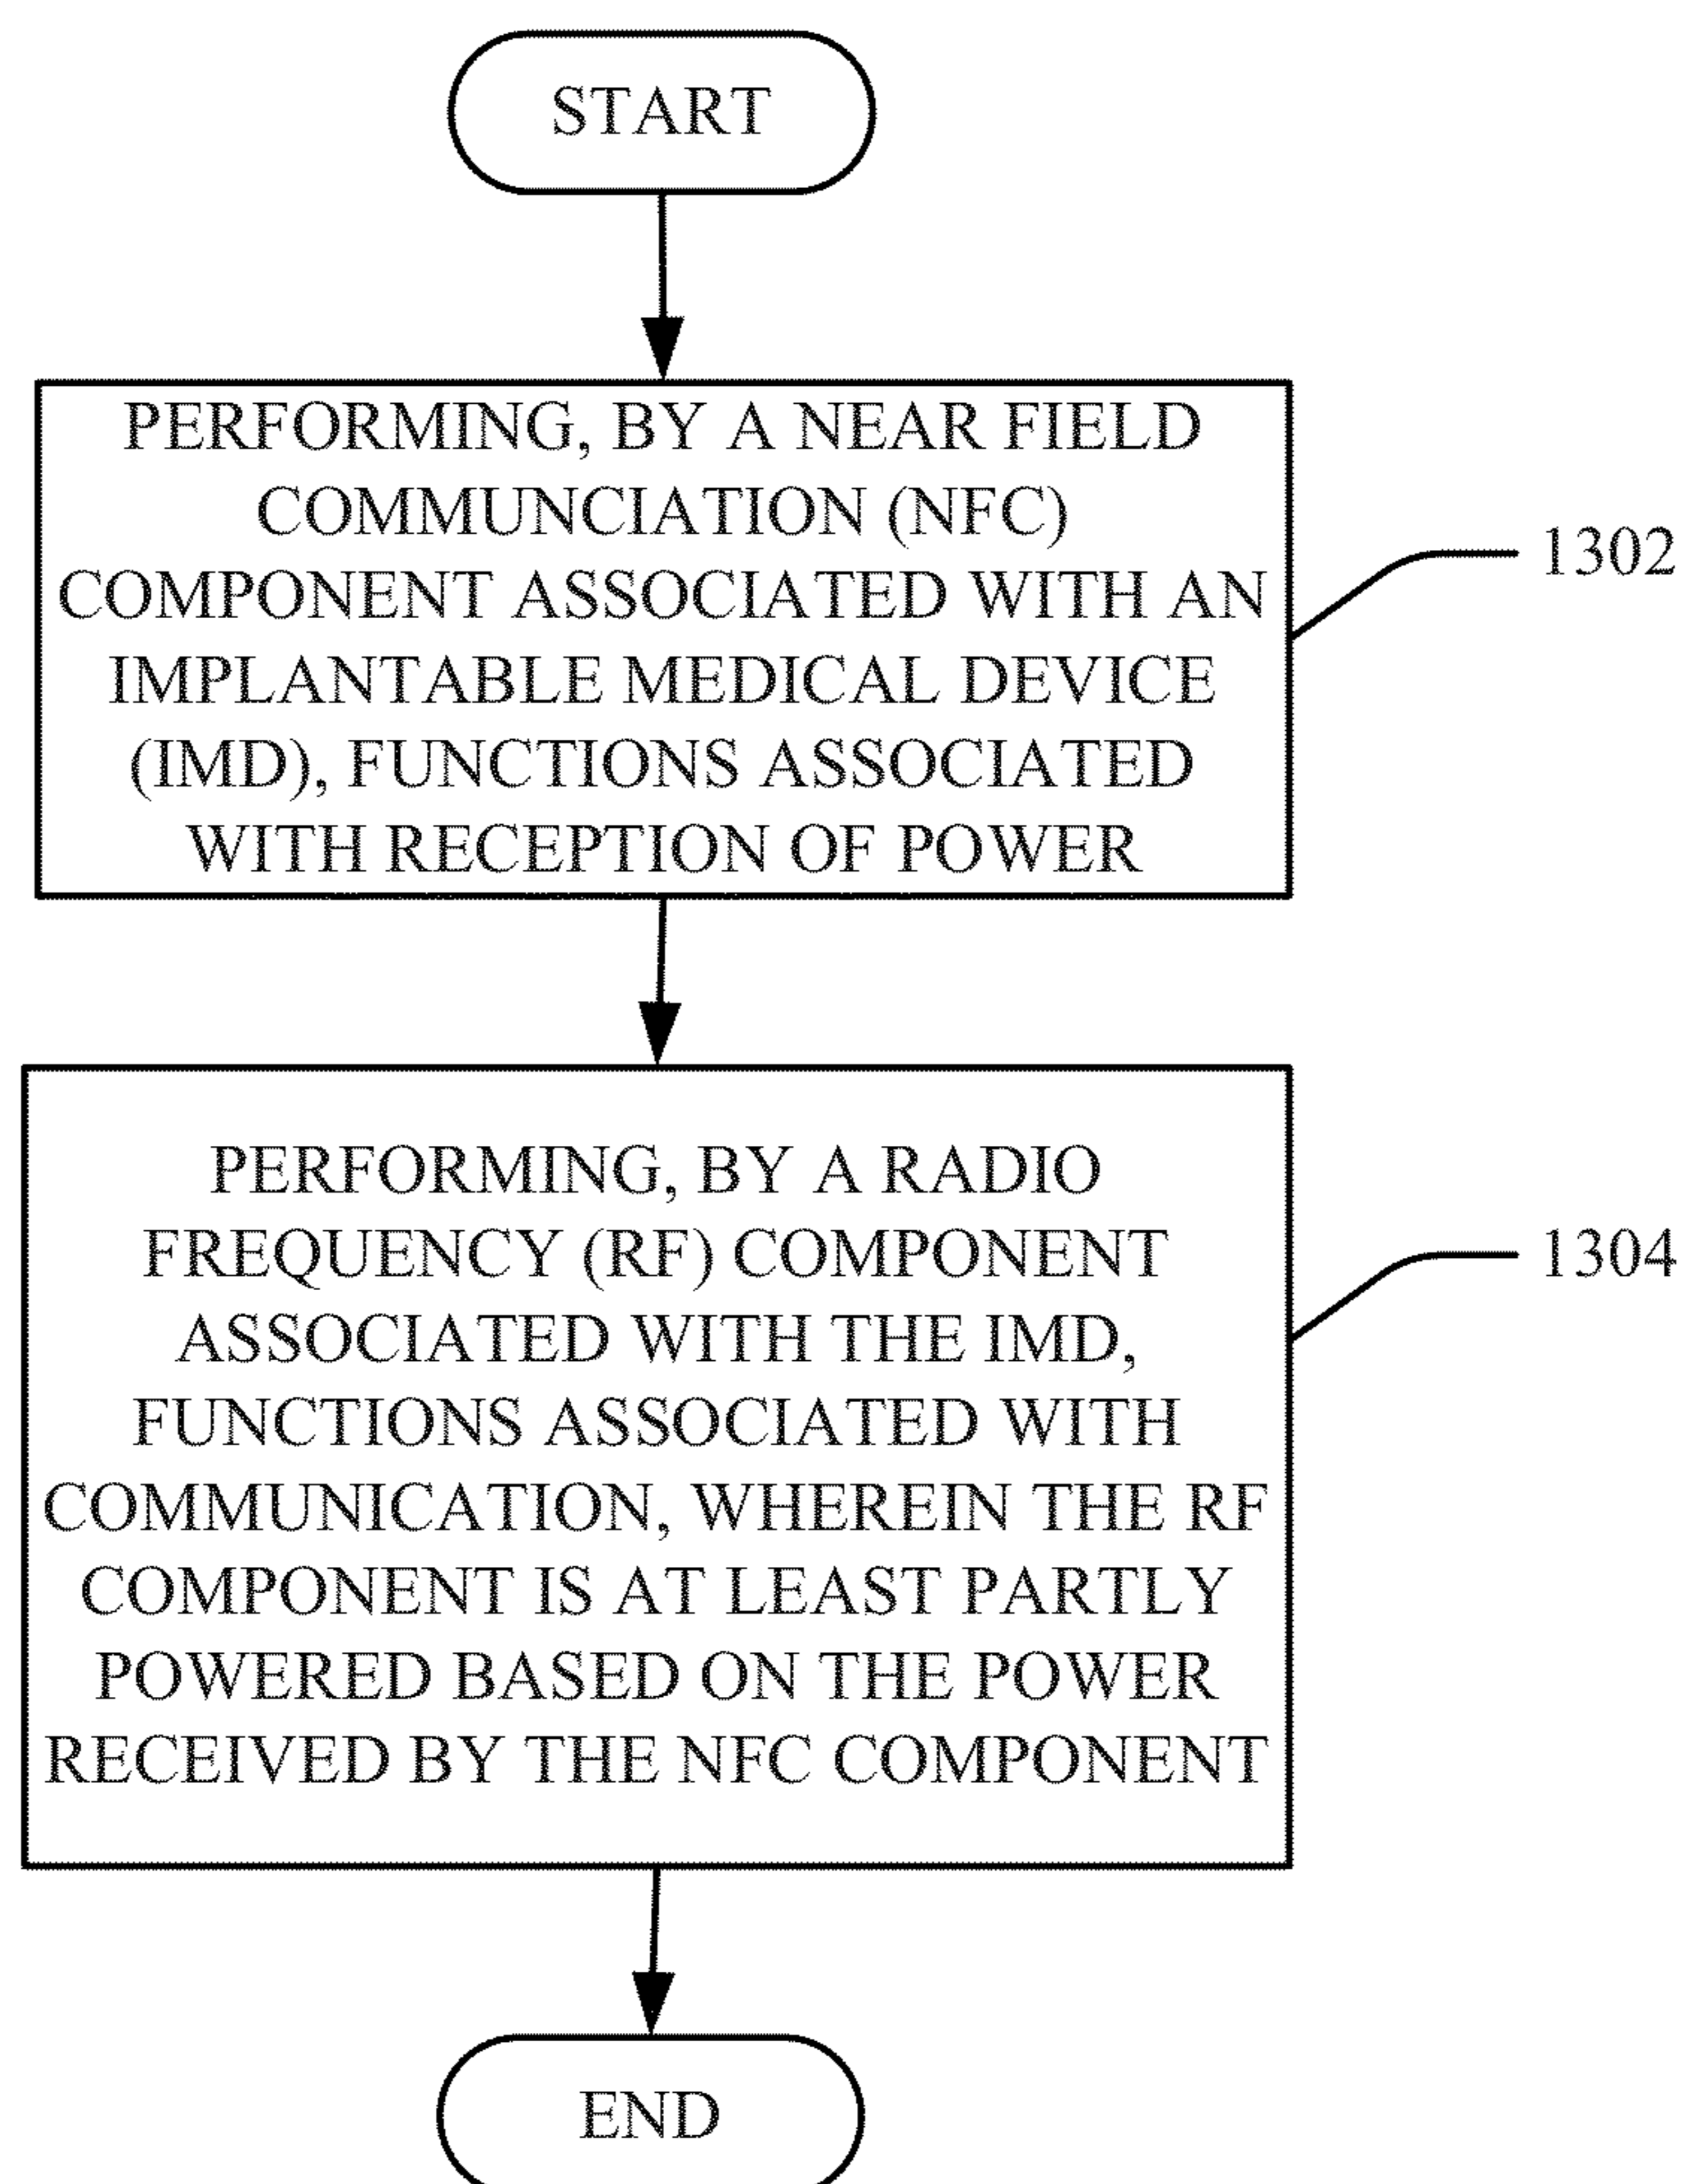 START
PERFORMING, BY A NEAR FIELD
COMMUNCIATION (NFC)
COMPONENT ASSOCIATED WITH AN
IMPLANTABLE MEDICAL DEVICE
(IMD), FUNCTIONS ASSOCIATED
WITH RECEPTION OF POWER
1302
PERFORMING, BY A RADIO
FREQUENCY (RF) COMPONENT
ASSOCIATED WITH THE IMD,
FUNCTIONS ASSOCIATED WITH
COMMUNICATION, WHEREIN THE RF
COMPONENT IS AT LEAST PARTLY
POWERED BASED ON THE POWER
RECEIVED BY THE NFC COMPONENT
1304
END